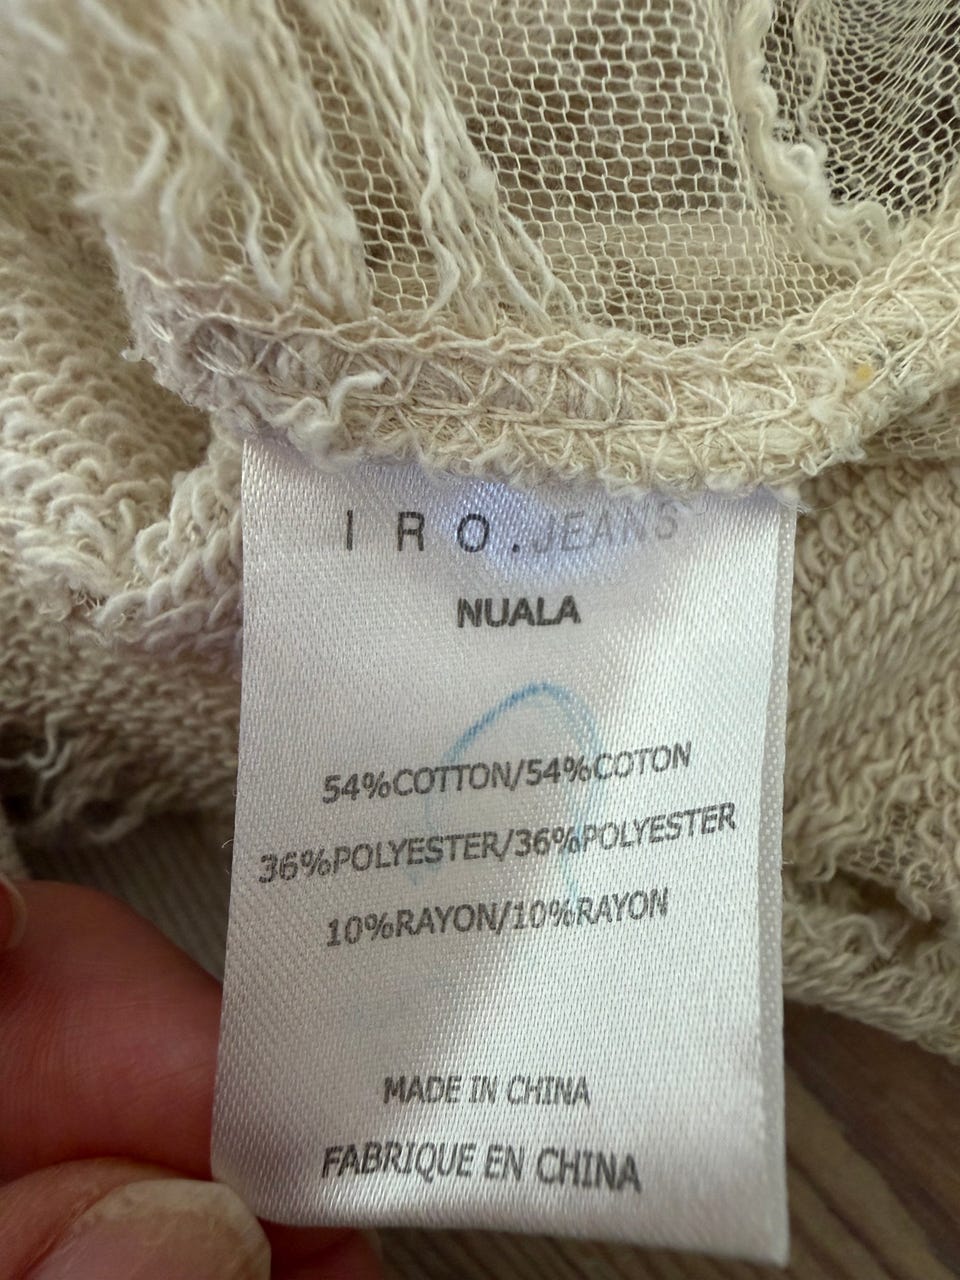 IRO.JEANS
NUALA
54%COTTON/54%COTON
36%POLYESTER/36%POLYESTER
10%RAYON/10%RAYON
MADE IN CHINA
FABRIQUE EN CHINA